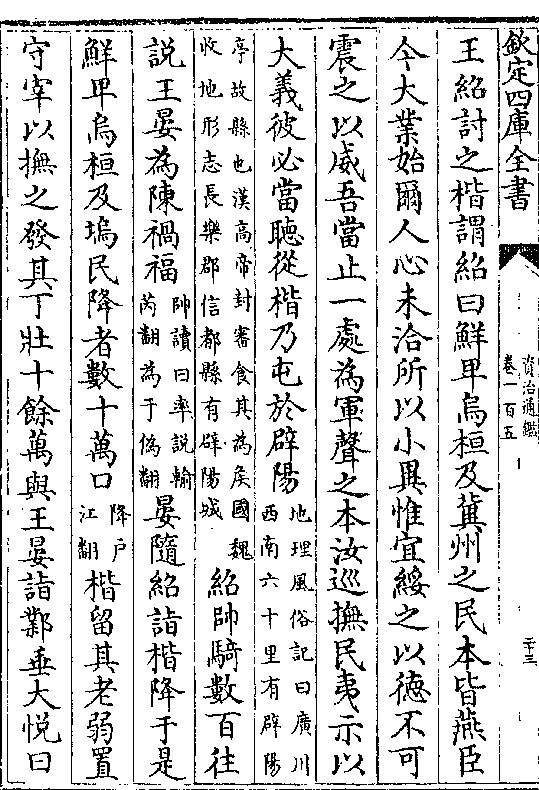 欽定四庫全書
資治通鑑
卷一百五
二十三
王紹討之楷謂紹曰鮮卑烏桓及冀州之民本皆燕臣
今大業始爾人心未洽所以小異惟宜綏之以德不可
震之以威吾當止一處為軍聲之本汝巡撫民夷示以
大義彼必當聽從楷乃屯於辟陽
地理風俗記曰廣川
西南六十里有辟陽
亭故縣也漢高帝封審食其為侯國魏
收地形志長樂郡信都縣有辟陽城
紹帥騎數百往
說王晏為陳禍福
帥讀曰率說輸
芮翻為于偽翻
晏隨紹詣楷降于是
鮮卑烏桓及塢民降者數十萬口
降户
江翻
楷留其老弱置
守宰以撫之發其丁壯十餘萬與王晏詣鄴垂大悅曰